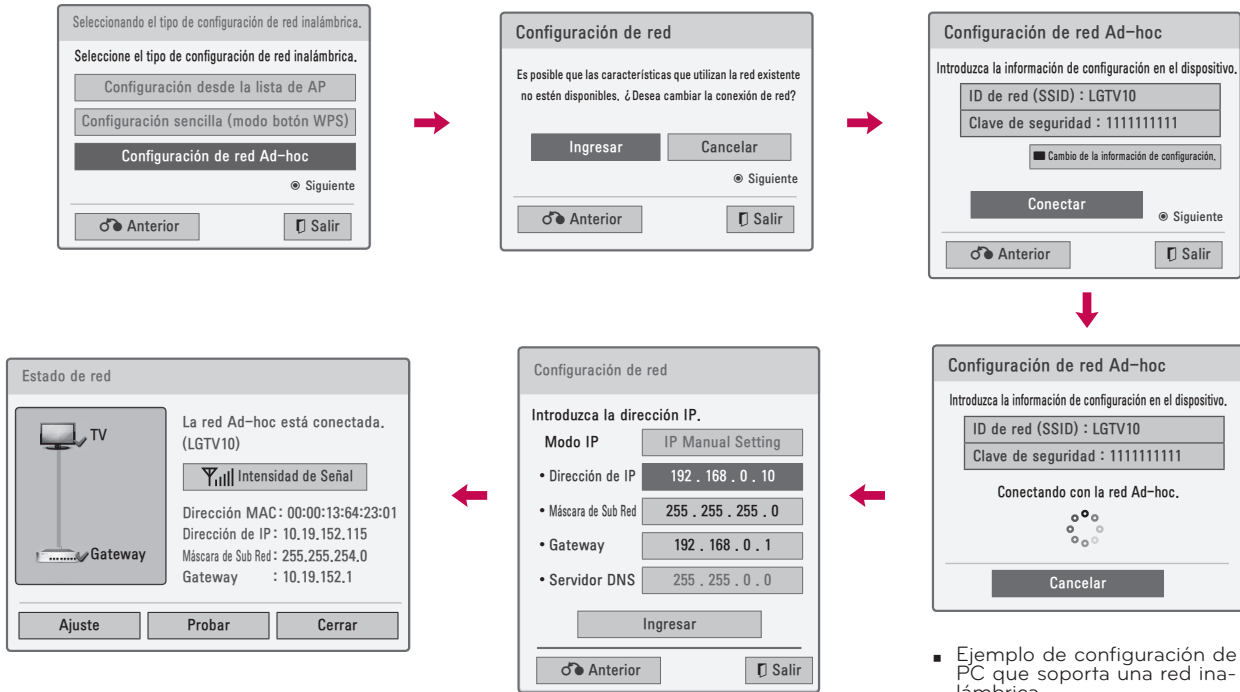 Seleccionando el tipo de configuración de red inalámbrica.
Seleccione el tipo de configuración de red inalámbrica.
Configuración desde la lista de AP
Configuración sencilla (modo botón WPS)
Configuración de red Ad-hoc
Siguiente
Anterior
Salir
Configuración de red
Es posible que las características que utilizan la red existente
no estén disponibles. ¿Desea cambiar la conexión de red?
Ingresar
Cancelar
Siguiente
Anterior
Salir
Configuración de red Ad-hoc
Introduzca la información de configuración en el dispositivo.
ID de red (SSID) : LGTV10
Clave de seguridad : 1111111111
Cambio de la información de configuración.
Conectar
Siguiente
Anterior
Salir
Configuración de red Ad-hoc
Introduzca la información de configuración en el dispositivo.
ID de red (SSID) : LGTV10
Clave de seguridad : 1111111111
Conectando con la red Ad-hoc.
Cancelar
Configuración de red
Introduzca la dirección IP.
Modo IP IP Manual Setting
• Dirección de IP 192 . 168 . 0 . 10
• Máscara de Sub Red 255 . 255 . 255 . 0
• Gateway 192 . 168 . 0 . 1
• Servidor DNS 255 . 255 . 0 . 0
Ingresar
Anterior
Salir
Estado de red
TV
Gateway
La red Ad-hoc está conectada.
(LGTV10)
Intensidad de Señal
Dirección MAC : 00:00:13:64:23:01
Dirección de IP : 10.19.152.115
Máscara de Sub Red : 255.255.254.0
Gateway : 10.19.152.1
Ajuste
Probar
Cerrar
▪ Ejemplo de configuración de
PC que soporta una red ina-
lámbrica